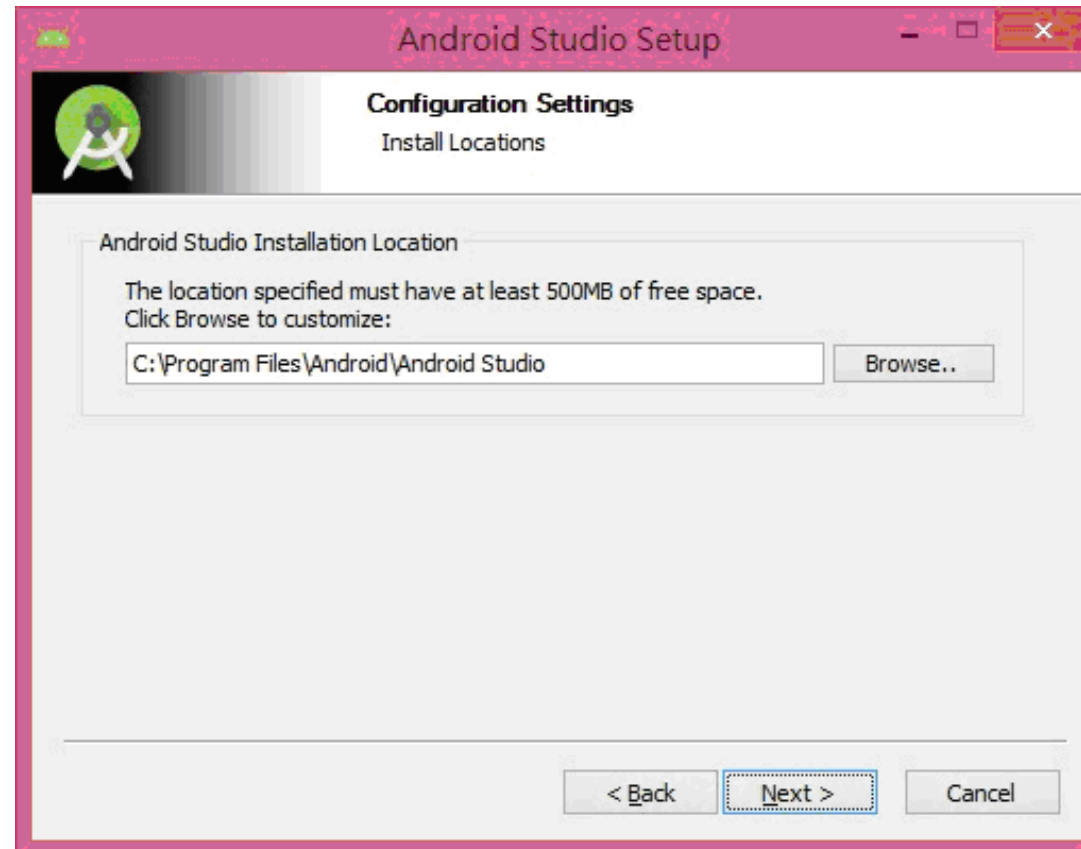 Android Studio Setup
Configuration Settings
Install Locations
Android Studio Installation Location
The location specified must have at least 500MB of free space.
Click Browse to customize:
C:\Program Files\Android\Android Studio
Browse..
< Back
Next >
Cancel